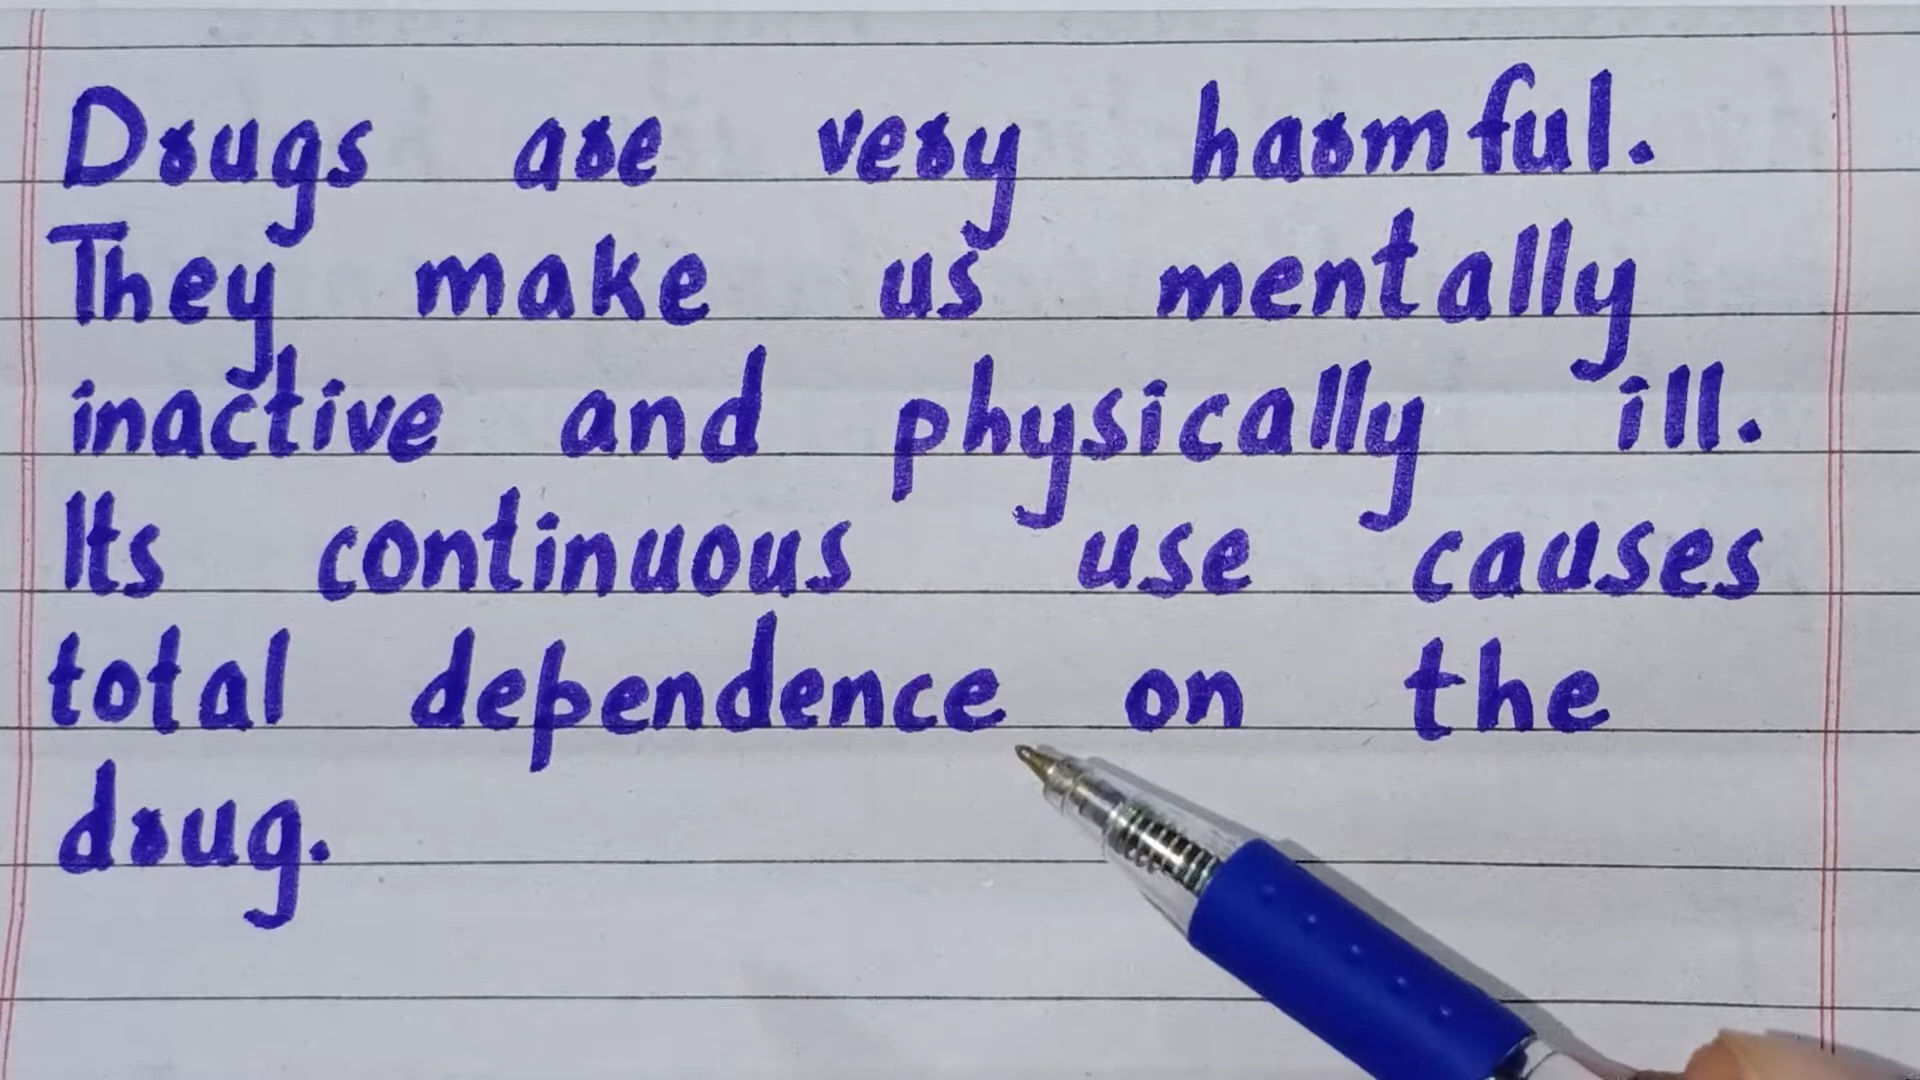 Drugs are very harmful.
They make us mentally
inactive and physically ill.
Its continuous use causes
total dependence on the
drug.